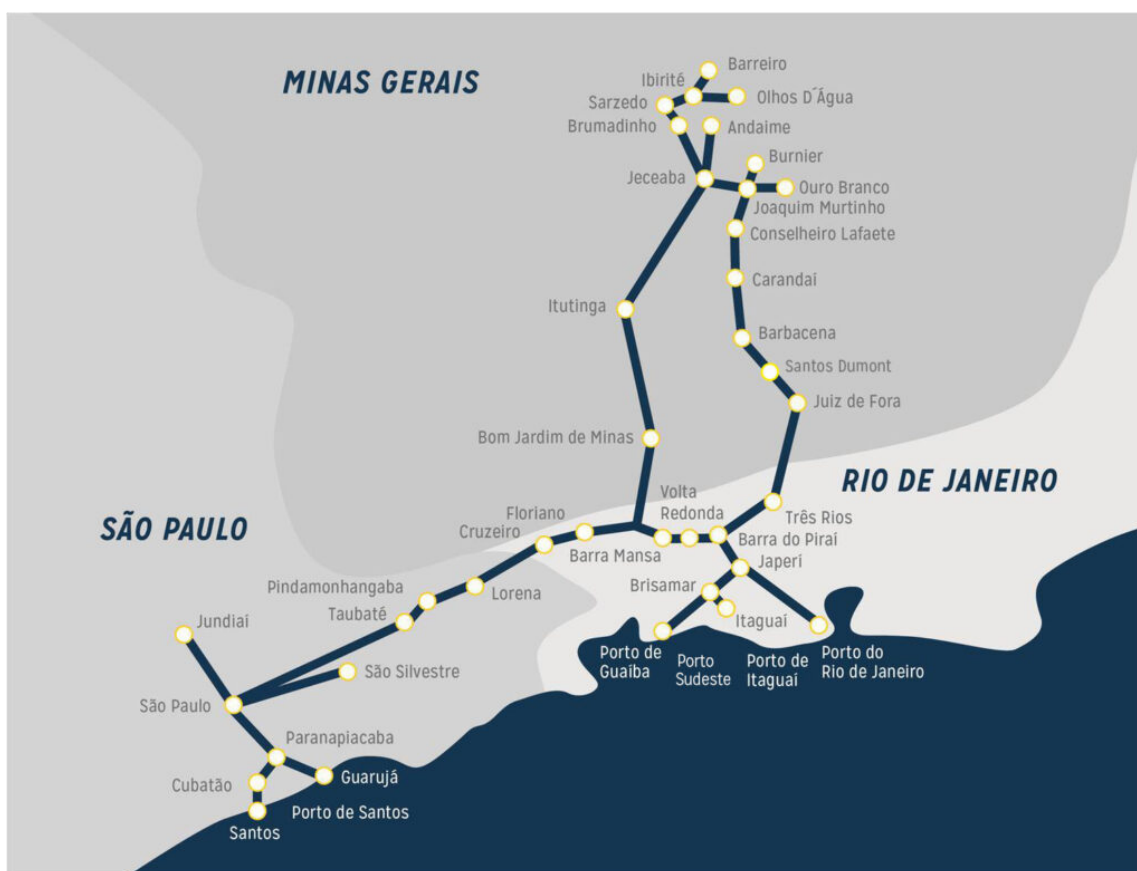 MINAS GERAIS
Barreiro
Ibirité
Olhos D´Água
Sarzedo
Brumadinho
Andaime
Burnier
Jeceaba
Ouro Branco
Joaquim Murtinho
Conselheiro Lafaete
Carandaí
Itutinga
Barbacena
Santos Dumont
Juiz de Fora
Bom Jardim de Minas
RIO DE JANEIRO
Volta
Redonda
Três Rios
SÃO PAULO
Floriano
Cruzeiro
Barra Mansa
Barra do Piraí
Japeri
Pindamonhangaba
Lorena
Brisamar
Taubaté
Itaguaí
Jundiaí
Porto de
Guaíba
Porto
Sudeste
Porto de
Itaguaí
Porto do
Rio de Janeiro
São Silvestre
São Paulo
Paranapiacaba
Guarujá
Cubatão
Porto de Santos
Santos